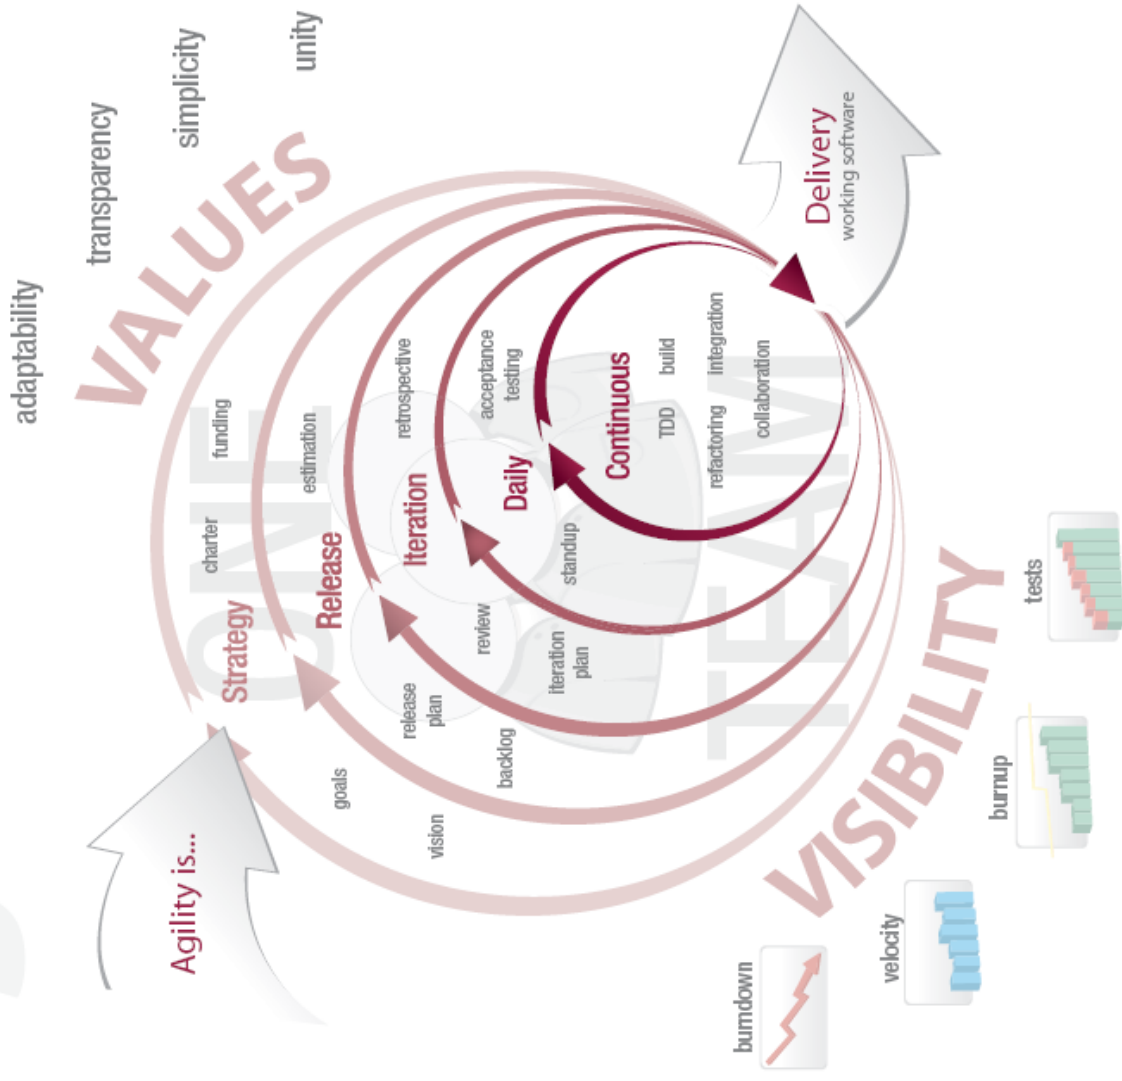 Agility is...
adaptability
transparency
simplicity
unity
VALUES
ONE
TEAM
Strategy
charter
funding
goals
vision
Release
estimation
release
plan
backlog
Iteration
retrospective
review
iteration
plan
Daily
acceptance
testing
standup
Continuous
TDD
build
refactoring
integration
collaboration
Delivery
working software
VISIBILITY
burndown
velocity
burnup
tests